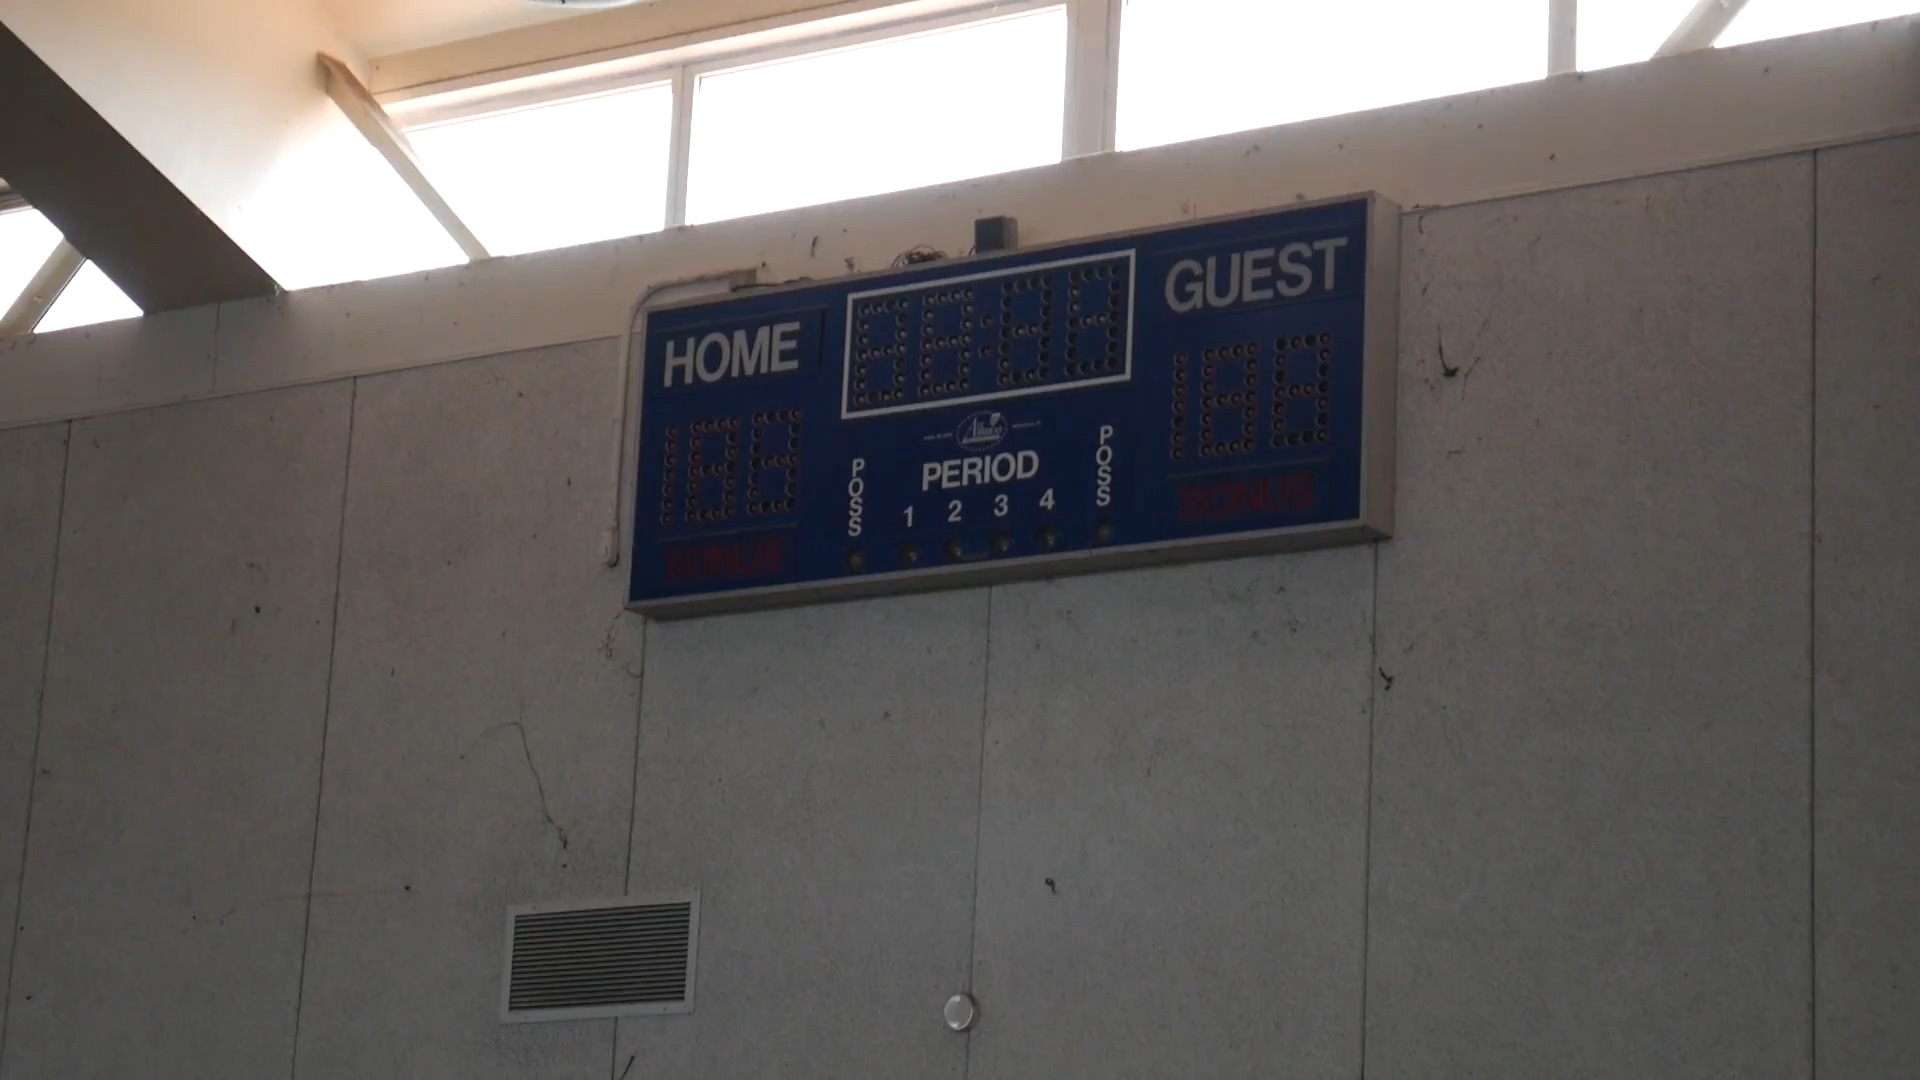 HOME
GUEST
POSS
PERIOD
1 2 3 4
POSS
BONUS
BONUS